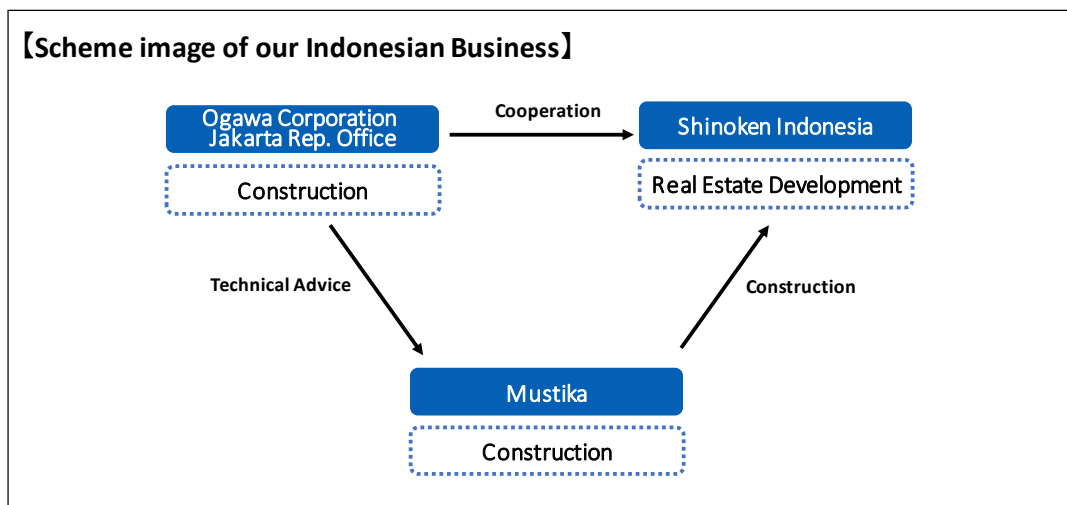 【Scheme image of our Indonesian Business】
Ogawa Corporation
Jakarta Rep. Office
Cooperation
Shinoken Indonesia
Construction
Real Estate Development
Technical Advice
Construction
Mustika
Construction